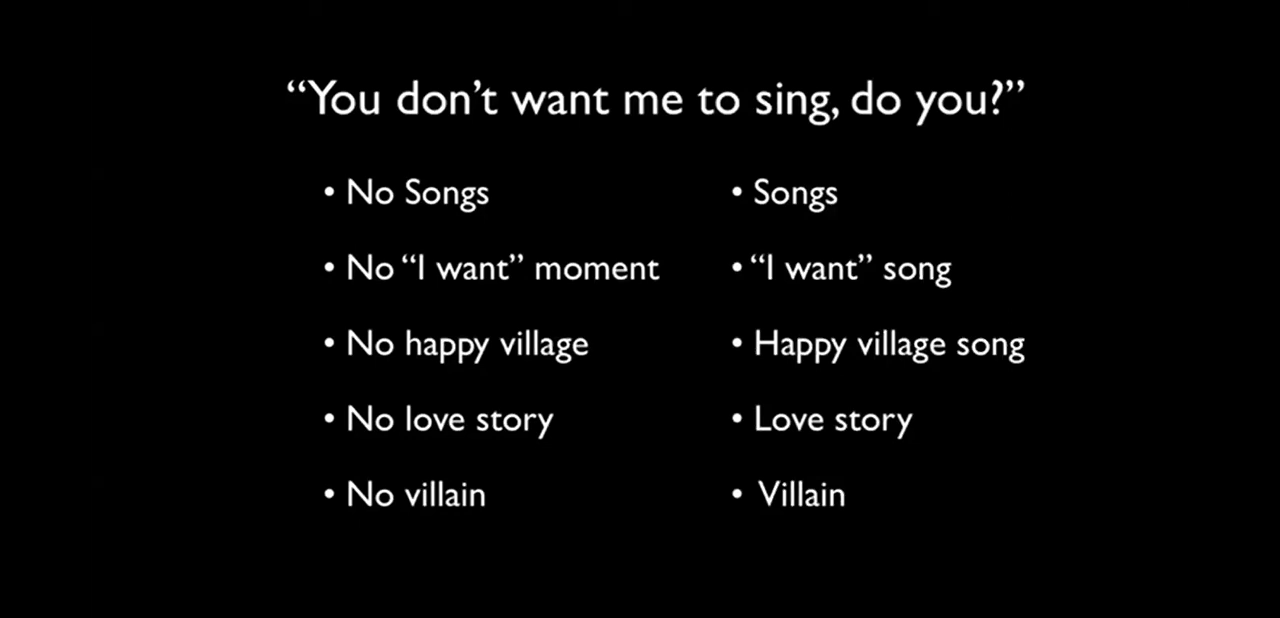 “You don’t want me to sing, do you?”
• No Songs
• No “I want” moment
• No happy village
• No love story
• No villain
• Songs
• “I want” song
• Happy village song
• Love story
• Villain